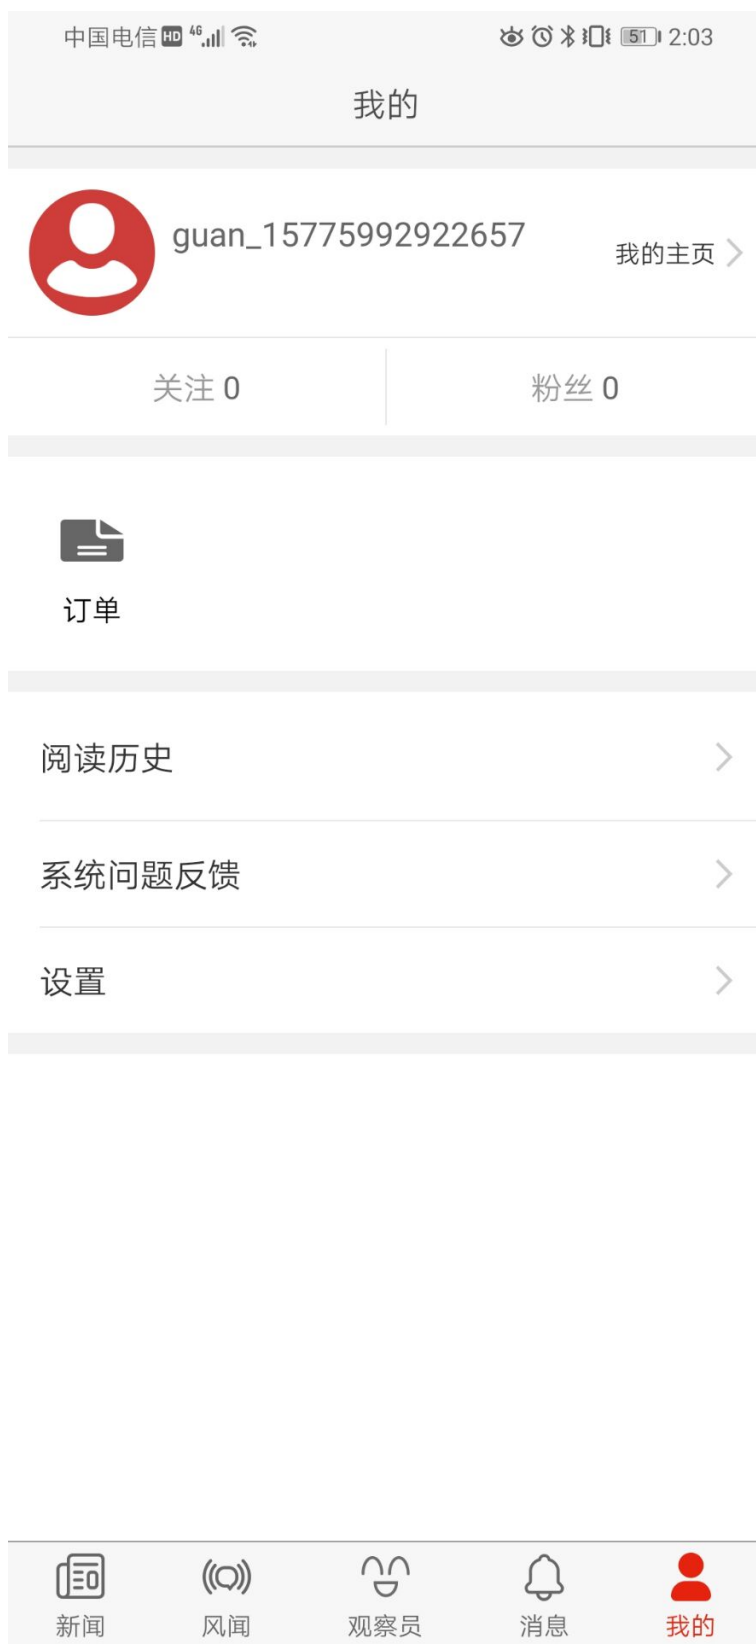 中国电信 HD 4G 51 2:03
我的
guan_15775992922657
我的主页
关注 0 粉丝 0
订单
阅读历史
系统问题反馈
设置
新闻 风闻 观察员 消息 我的